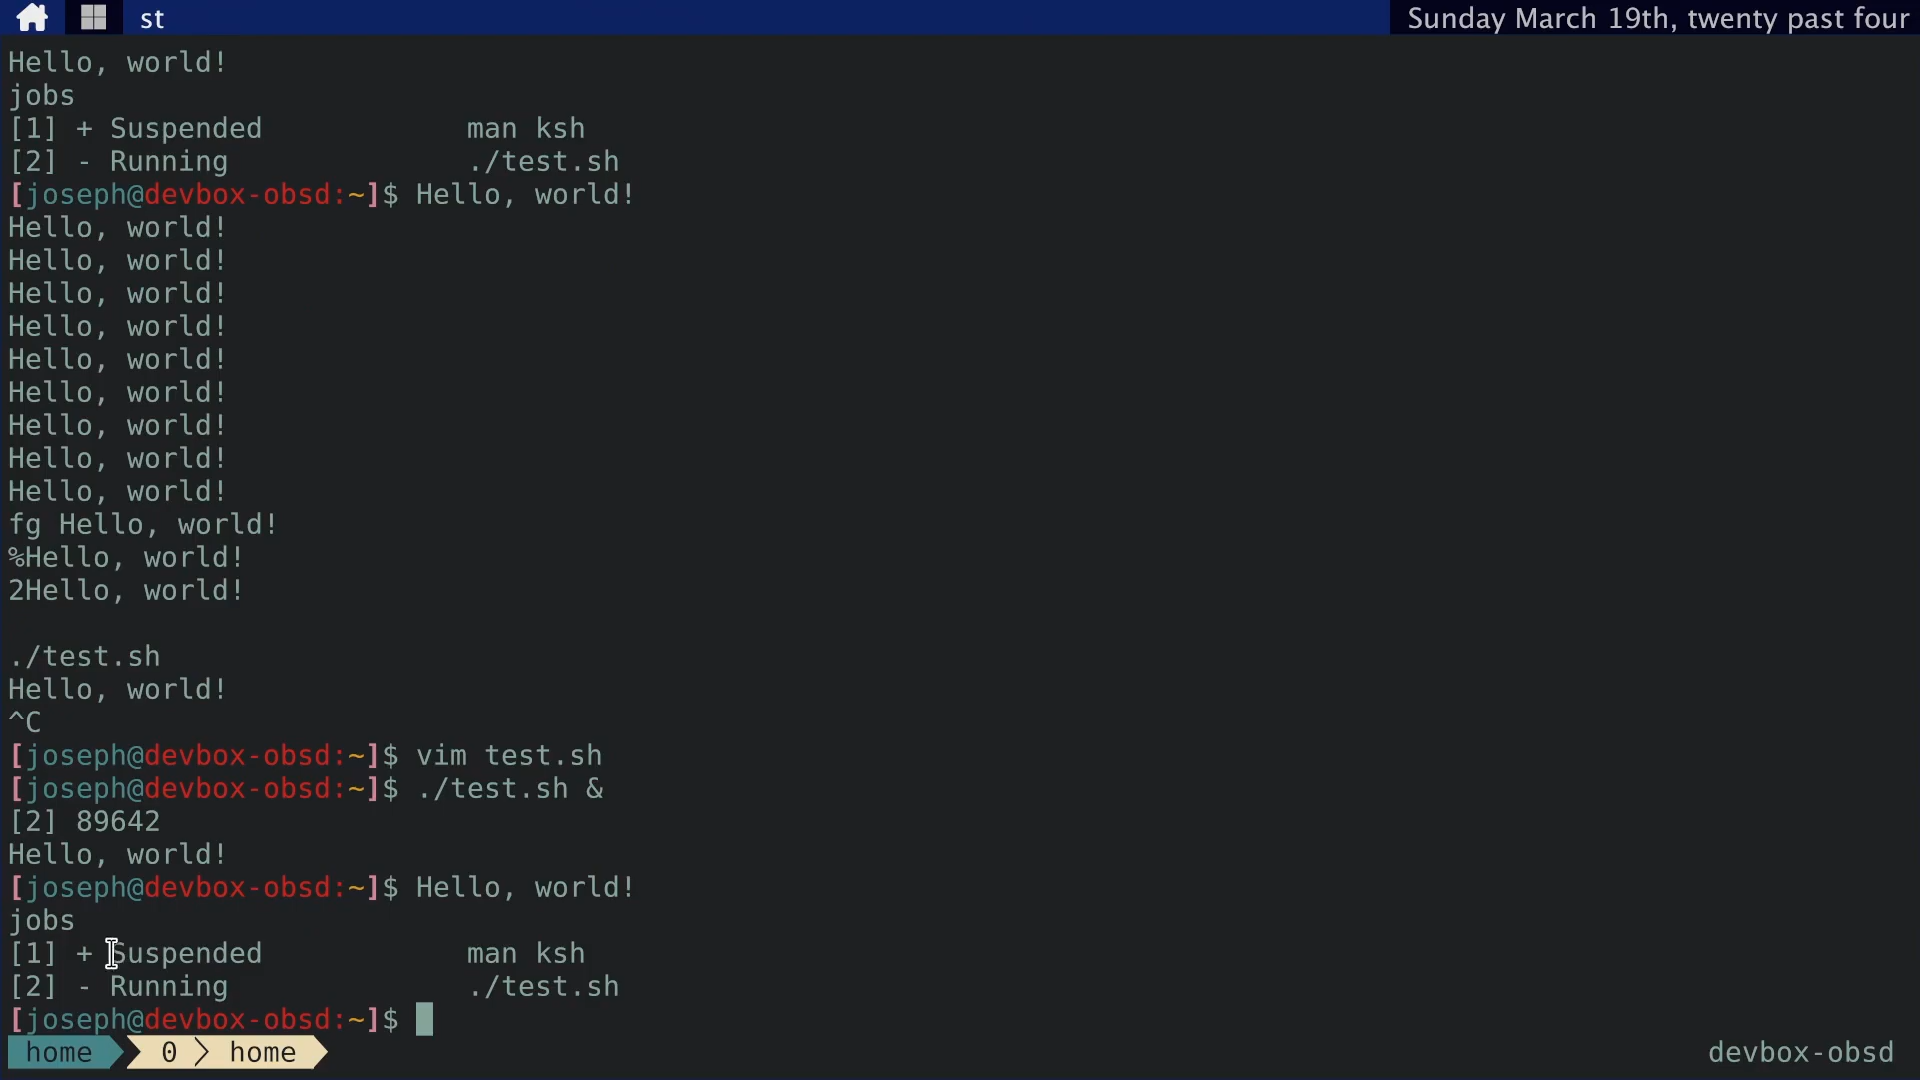 st
Sunday March 19th, twenty past four
Hello, world!
jobs
[1] + Suspended man ksh
[2] - Running ./test.sh
[joseph@devbox-obsd:~]$ Hello, world!
Hello, world!
Hello, world!
Hello, world!
Hello, world!
Hello, world!
Hello, world!
Hello, world!
Hello, world!
Hello, world!
fg Hello, world!
%Hello, world!
2Hello, world!
./test.sh
Hello, world!
^C
[joseph@devbox-obsd:~]$ vim test.sh
[joseph@devbox-obsd:~]$ ./test.sh &
[2] 89642
Hello, world!
[joseph@devbox-obsd:~]$ Hello, world!
jobs
[1] + Suspended man ksh
[2] - Running ./test.sh
[joseph@devbox-obsd:~]$
home 0 home
devbox-obsd